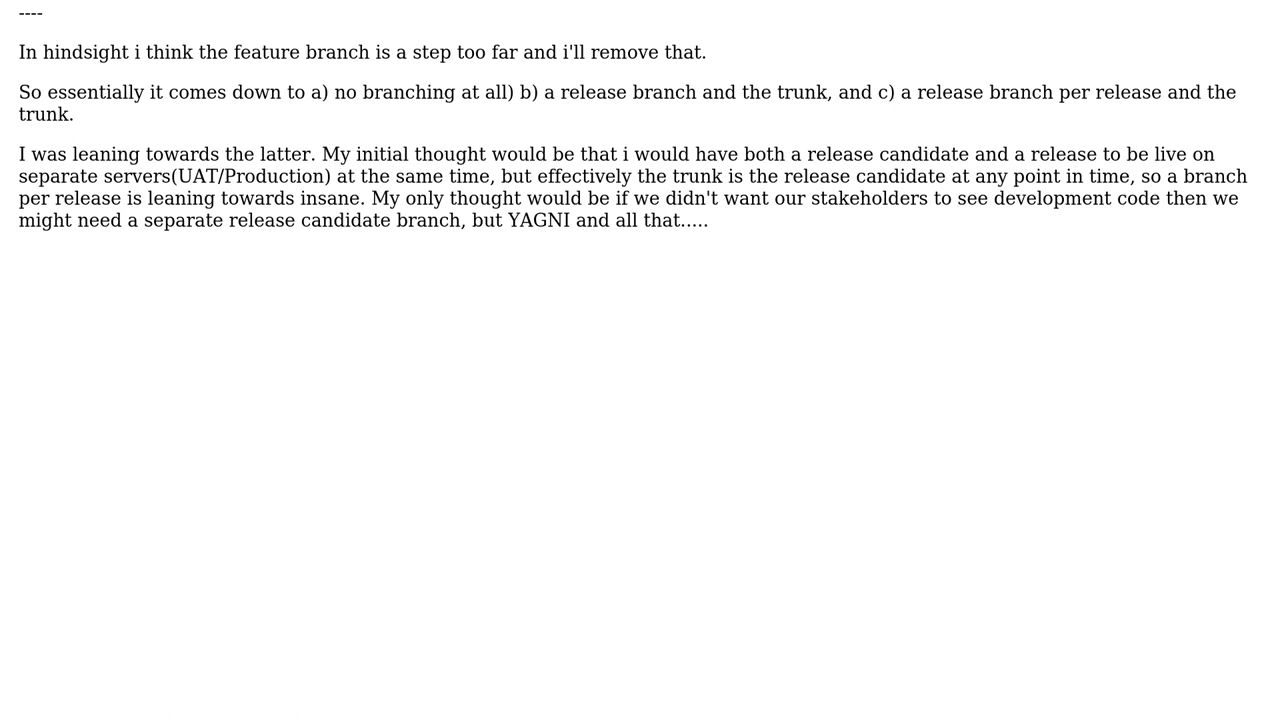 ----
In hindsight i think the feature branch is a step too far and i'll remove that.
So essentially it comes down to a) no branching at all) b) a release branch and the trunk, and c) a release branch per release and the
trunk.
I was leaning towards the latter. My initial thought would be that i would have both a release candidate and a release to be live on
separate servers(UAT/Production) at the same time, but effectively the trunk is the release candidate at any point in time, so a branch
per release is leaning towards insane. My only thought would be if we didn't want our stakeholders to see development code then we
might need a separate release candidate branch, but YAGNI and all that.....